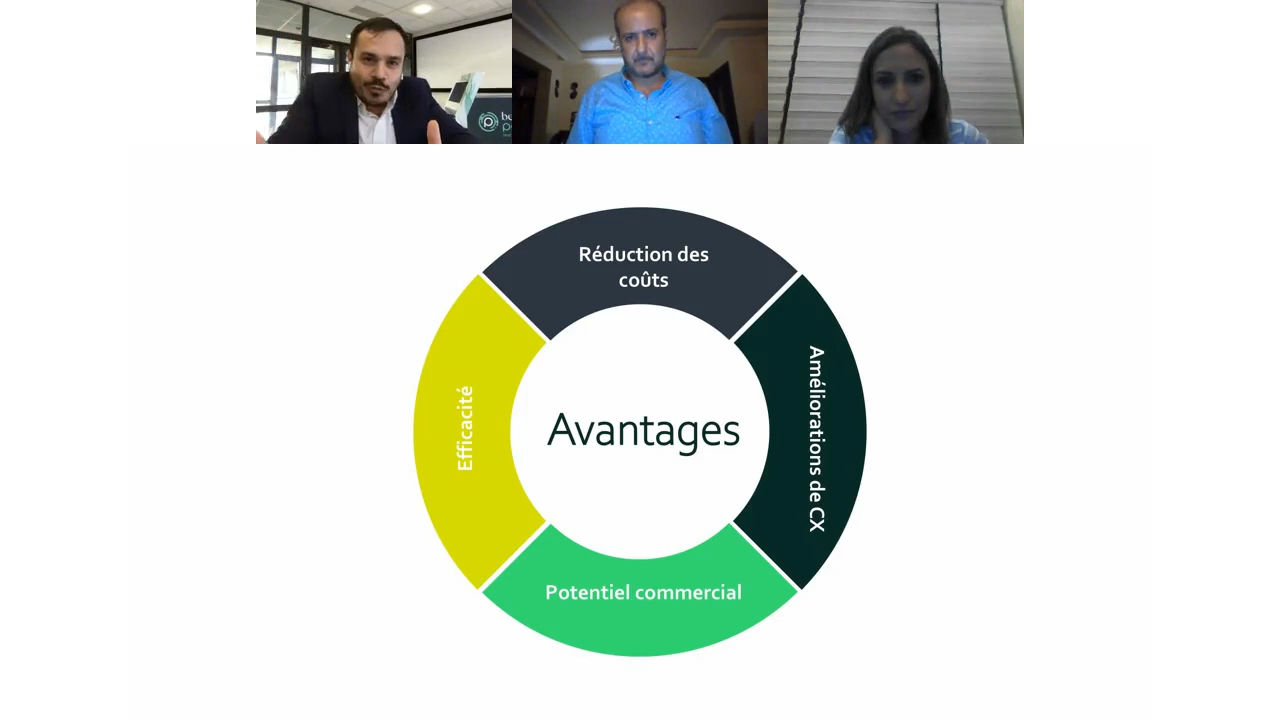 Réduction des
coûts
Améliorations de CX
Efficacité
Avantages
Potentiel commercial